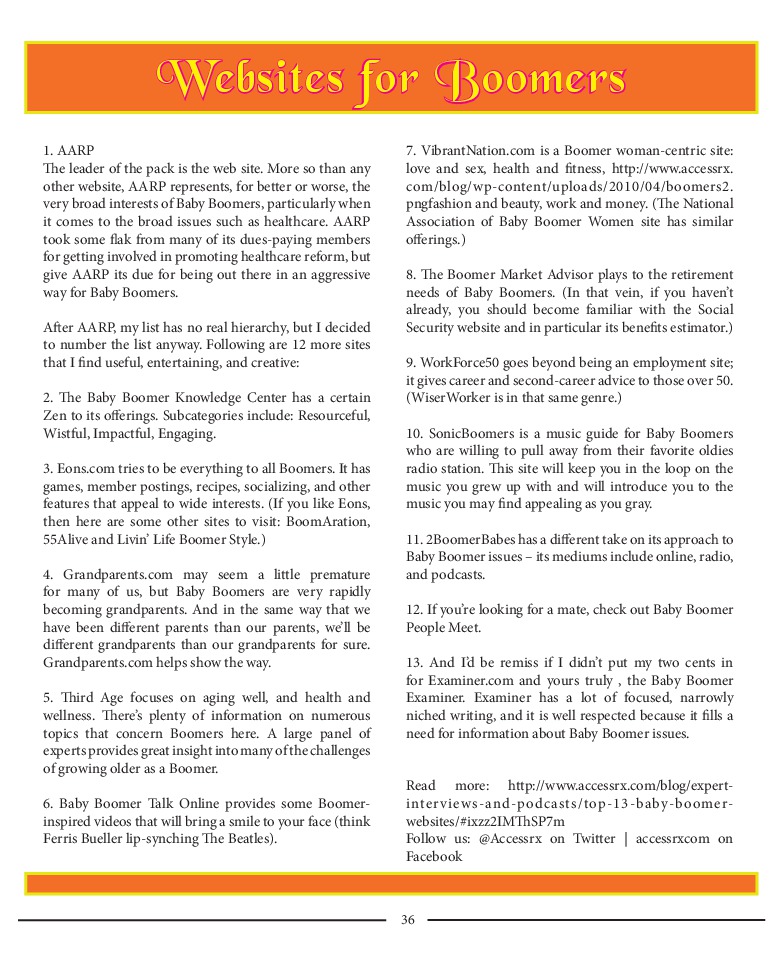 Websites for Boomers
1. AARP
The leader of the pack is the web site. More so than any
other website, AARP represents, for better or worse, the
very broad interests of Baby Boomers, particularly when
it comes to the broad issues such as healthcare. AARP
took some flak from many of its dues-paying members
for getting involved in promoting healthcare reform, but
give AARP its due for being out there in an aggressive
way for Baby Boomers.
After AARP, my list has no real hierarchy, but I decided
to number the list anyway. Following are 12 more sites
that I find useful, entertaining, and creative:
2. The Baby Boomer Knowledge Center has a certain
Zen to its offerings. Subcategories include: Resourceful,
Wistful, Impactful, Engaging.
3. Eons.com tries to be everything to all Boomers. It has
games, member postings, recipes, socializing, and other
features that appeal to wide interests. (If you like Eons,
then here are some other sites to visit: BoomAration,
55Alive and Livin’ Life Boomer Style.)
4. Grandparents.com may seem a little premature
for many of us, but Baby Boomers are very rapidly
becoming grandparents. And in the same way that we
have been different parents than our parents, we’ll be
different grandparents than our grandparents for sure.
Grandparents.com helps show the way.
5. Third Age focuses on aging well, and health and
wellness. There’s plenty of information on numerous
topics that concern Boomers here. A large panel of
experts provides great insight into many of the challenges
of growing older as a Boomer.
6. Baby Boomer Talk Online provides some Boomer-
inspired videos that will bring a smile to your face (think
Ferris Bueller lip-synching The Beatles).
7. VibrantNation.com is a Boomer woman-centric site:
love and sex, health and fitness, http://www.accessrx.
com/blog/wp-content/uploads/2010/04/boomers2.
pngfashion and beauty, work and money. (The National
Association of Baby Boomer Women site has similar
offerings.)
8. The Boomer Market Advisor plays to the retirement
needs of Baby Boomers. (In that vein, if you haven’t
already, you should become familiar with the Social
Security website and in particular its benefits estimator.)
9. WorkForce50 goes beyond being an employment site;
it gives career and second-career advice to those over 50.
(WiserWorker is in that same genre.)
10. SonicBoomers is a music guide for Baby Boomers
who are willing to pull away from their favorite oldies
radio station. This site will keep you in the loop on the
music you grew up with and will introduce you to the
music you may find appealing as you gray.
11. 2BoomerBabes has a different take on its approach to
Baby Boomer issues – its mediums include online, radio,
and podcasts.
12. If you’re looking for a mate, check out Baby Boomer
People Meet.
13. And I’d be remiss if I didn’t put my two cents in
for Examiner.com and yours truly , the Baby Boomer
Examiner. Examiner has a lot of focused, narrowly
niched writing, and it is well respected because it fills a
need for information about Baby Boomer issues.
Read more: http://www.accessrx.com/blog/expert-
interviews-and-podcasts/top-13-baby-boomer-
websites/#ixzz2IMThSP7m
Follow us: @Accessrx on Twitter | accessrxcom on
Facebook
36